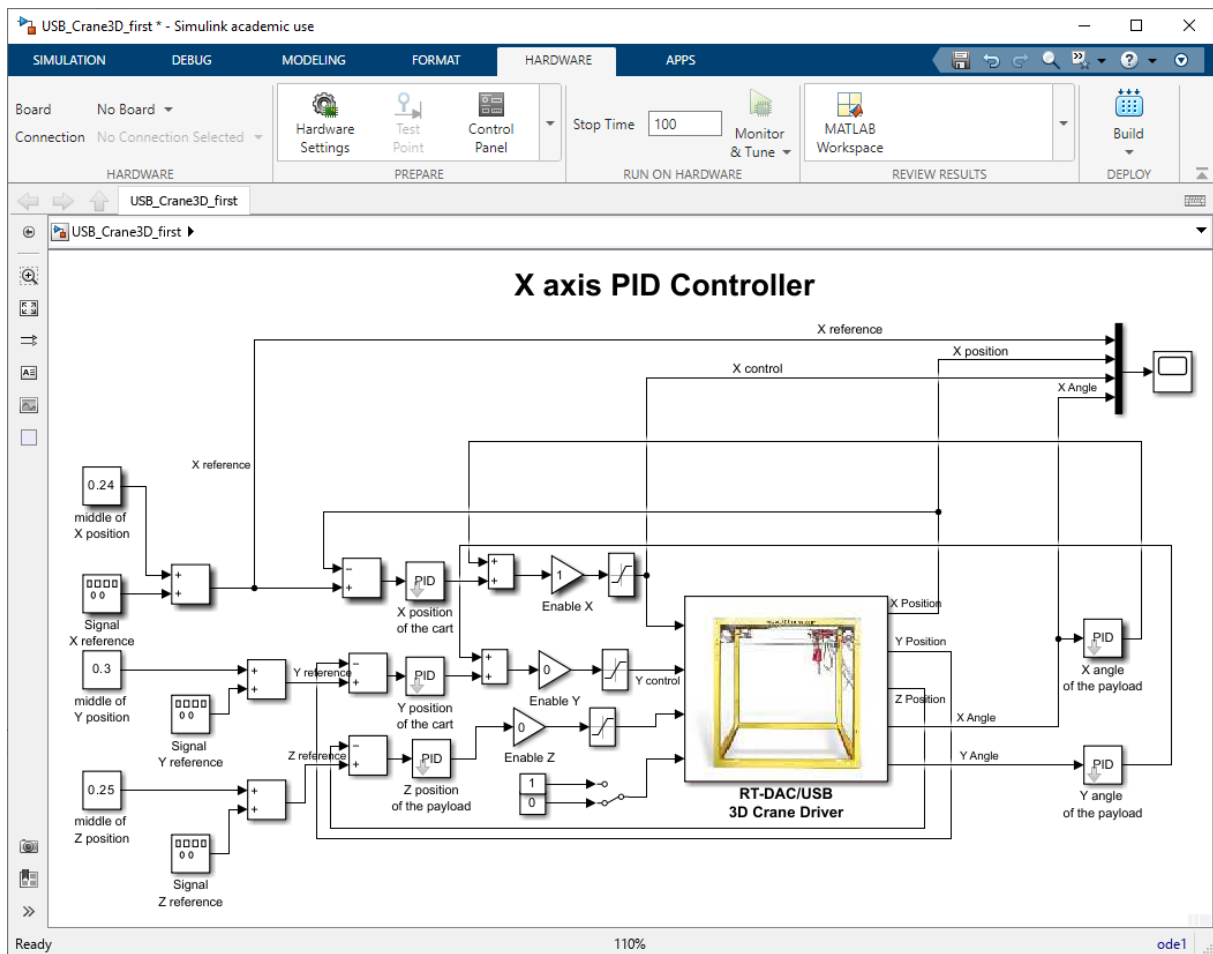 USB_Crane3D_first * - Simulink academic use
SIMULATION DEBUG MODELING FORMAT HARDWARE APPS
Board No Board
Connection No Connection Selected
Hardware Settings
Test Point
Control Panel
Stop Time 100
Monitor & Tune
MATLAB Workspace
Build
HARDWARE PREPARE RUN ON HARDWARE REVIEW RESULTS DEPLOY
USB_Crane3D_first
USB_Crane3D_first
X axis PID Controller
X reference
X position
X control
X Angle
X reference
0.24
middle of
X position
+
+
Signal
X reference
−
+
PID
X position
of the cart
+
+
1
Enable X
0.3
middle of
Y position
+
+
Signal
Y reference
Y reference
−
+
PID
Y position
of the cart
+
+
0
Enable Y
Y control
0.25
middle of
Z position
+
+
Signal
Z reference
Z reference
−
+
PID
Z position
of the payload
0
Enable Z
1
0
RT-DAC/USB
3D Crane Driver
X Position
Y Position
Z Position
X Angle
Y Angle
PID
X angle
of the payload
PID
Y angle
of the payload
Ready 110% ode1